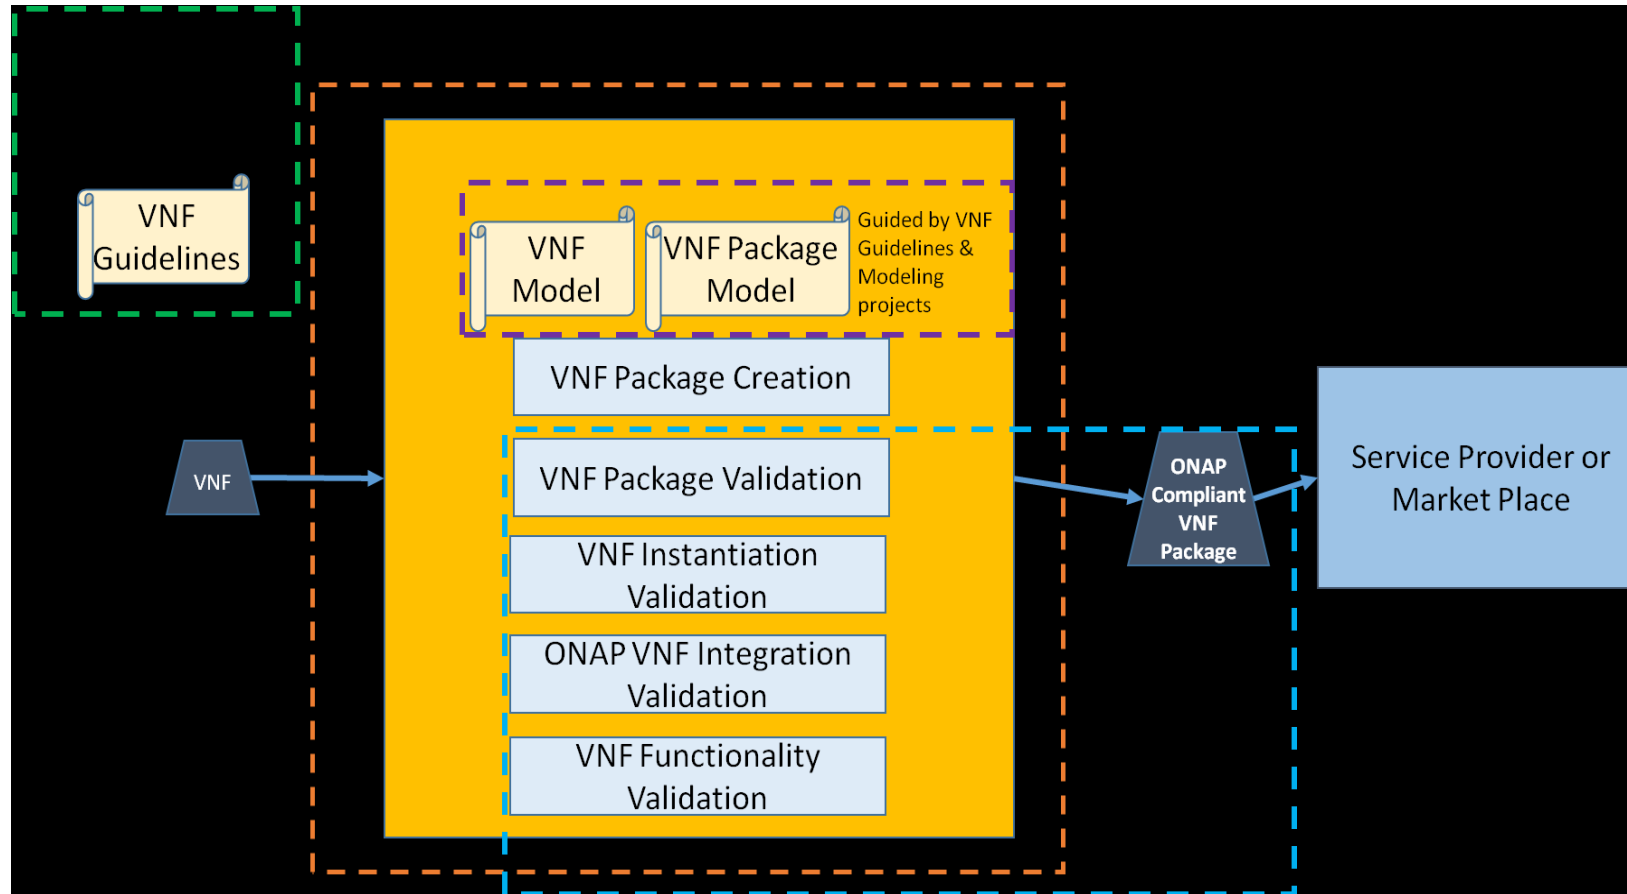 VNF
Guidelines
VNF
Model
VNF Package
Model
Guided by VNF
Guidelines &
Modeling
projects
VNF Package Creation
VNF Package Validation
VNF Instantiation
Validation
ONAP VNF Integration
Validation
VNF Functionality
Validation
VNF
ONAP
Compliant
VNF
Package
Service Provider or
Market Place